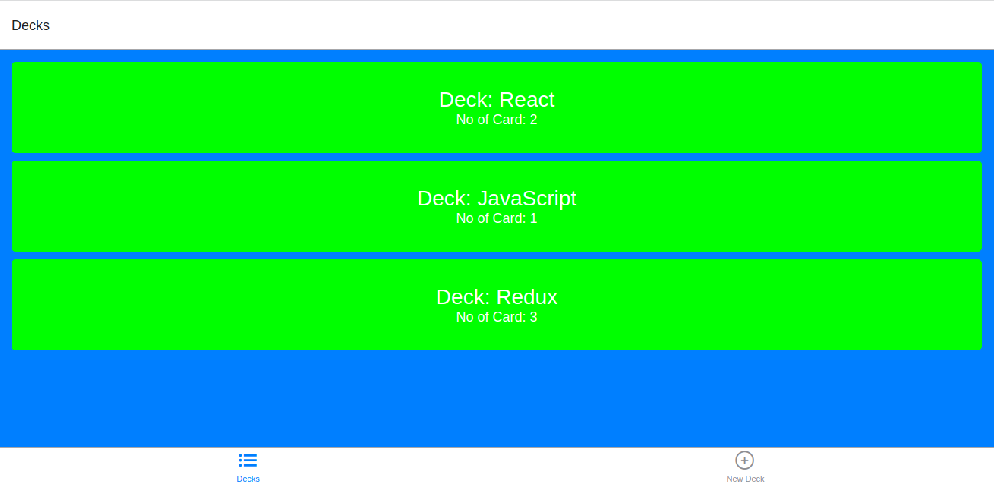 Decks
Deck: React
No of Card: 2
Deck: JavaScript
No of Card: 1
Deck: Redux
No of Card: 3
Decks
New Deck